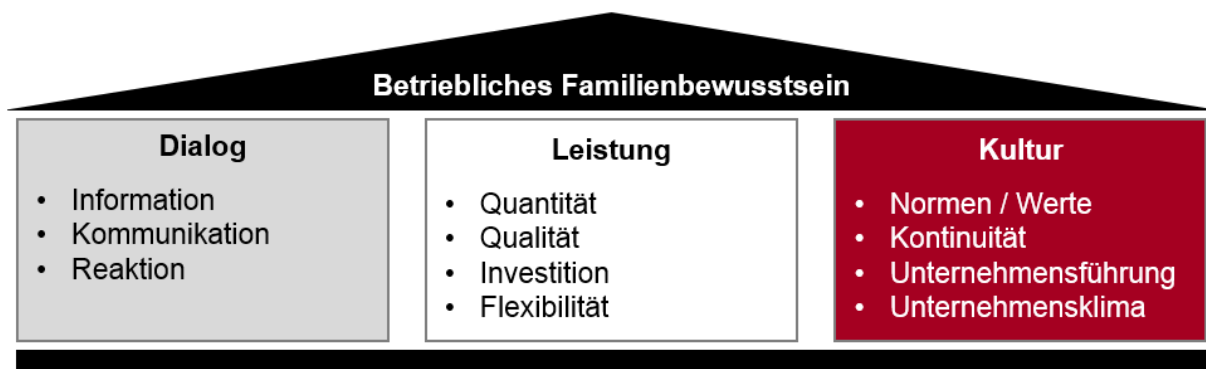 Betriebliches Familienbewusstsein
Dialog
• Information
• Kommunikation
• Reaktion
Leistung
• Quantität
• Qualität
• Investition
• Flexibilität
Kultur
• Normen / Werte
• Kontinuität
• Unternehmensführung
• Unternehmensklima